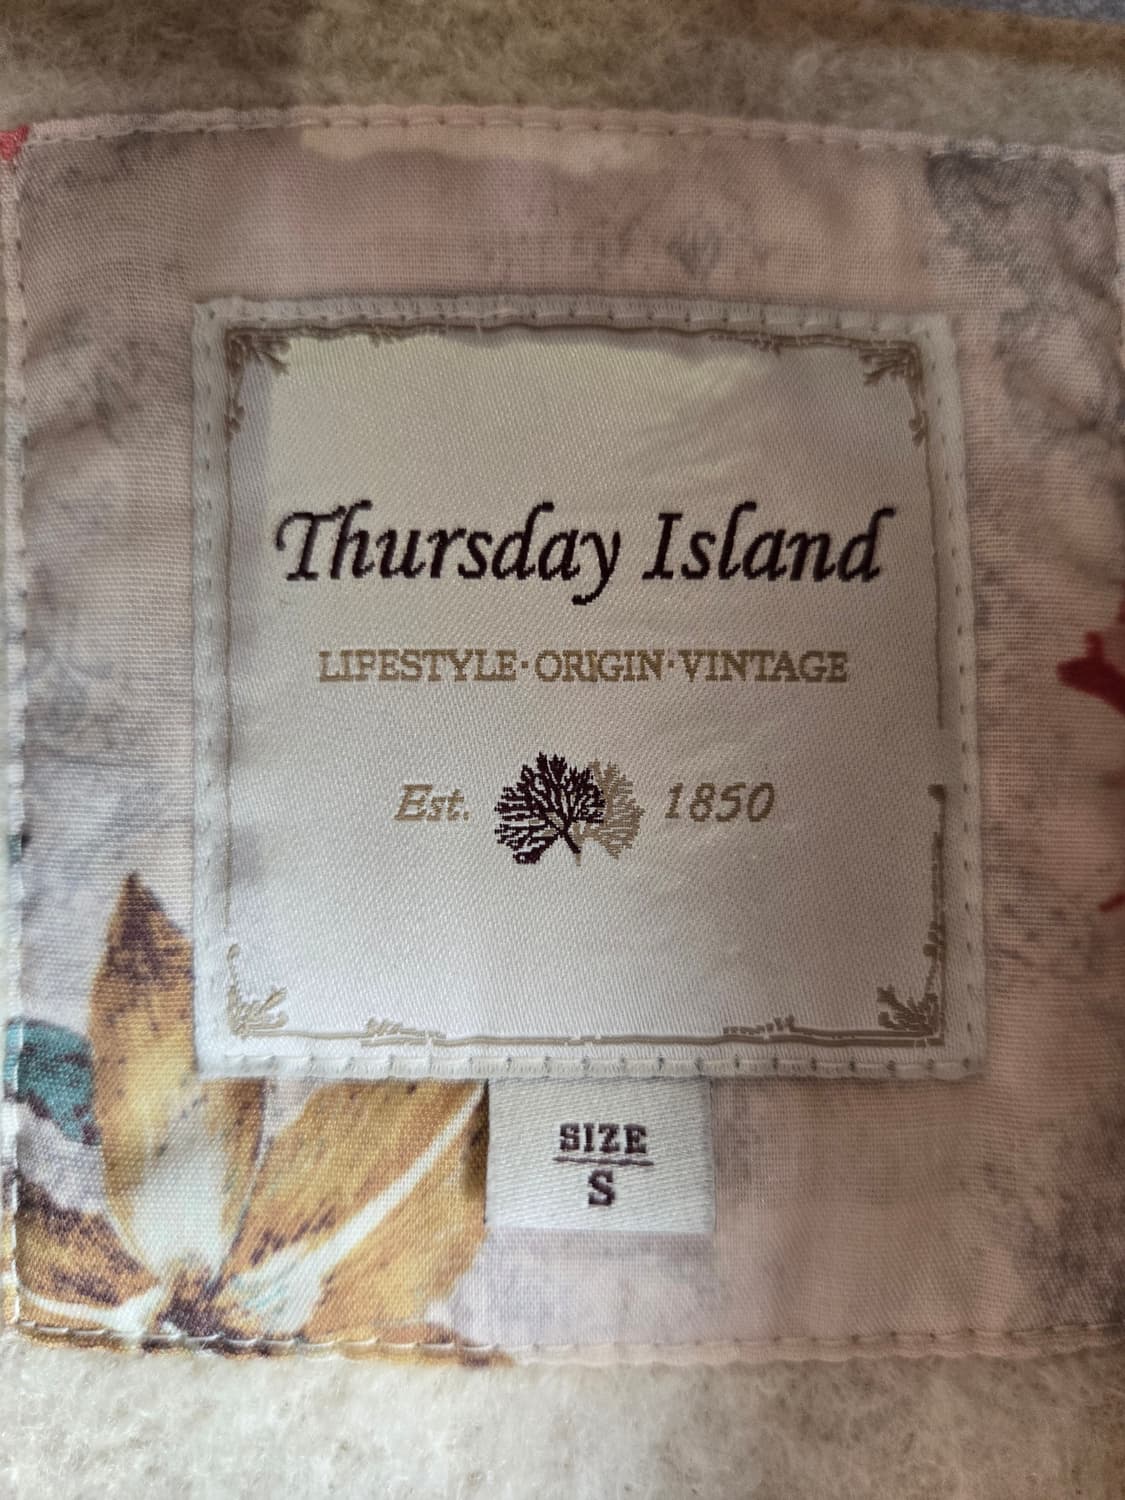 Thursday Island
LIFESTYLE·ORIGIN·VINTAGE
Est. 1850
SIZE
S